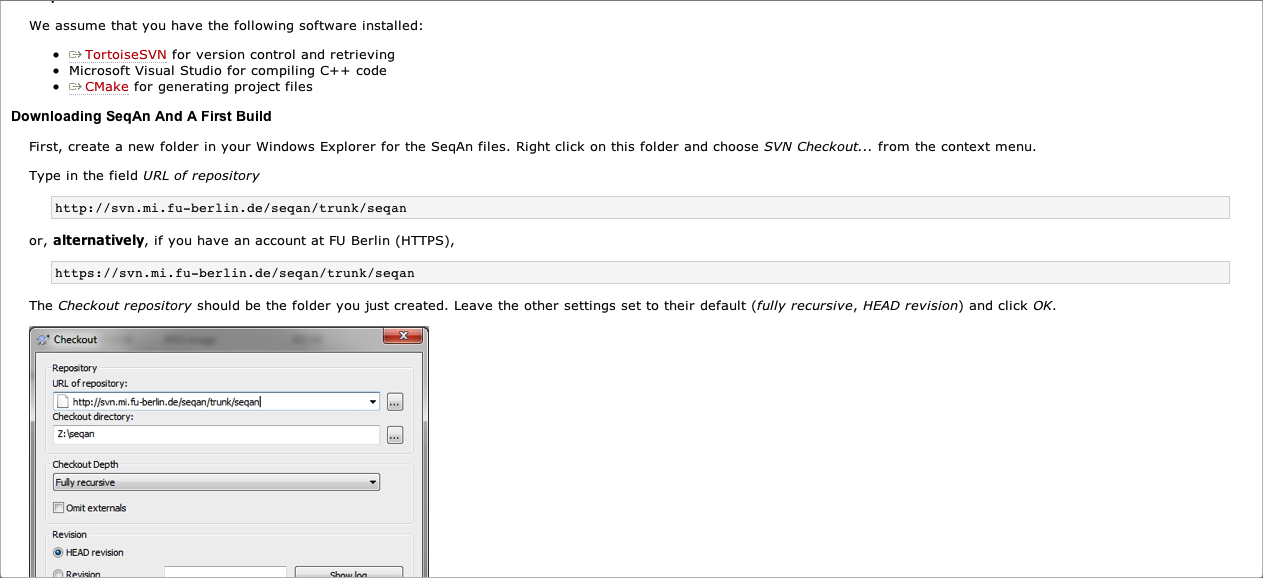 We assume that you have the following software installed:
TortoiseSVN for version control and retrieving
Microsoft Visual Studio for compiling C++ code
CMake for generating project files
Downloading SeqAn And A First Build
First, create a new folder in your Windows Explorer for the SeqAn files. Right click on this folder and choose SVN Checkout... from the context menu.
Type in the field URL of repository
http://svn.mi.fu-berlin.de/seqan/trunk/seqan
or, alternatively, if you have an account at FU Berlin (HTTPS),
https://svn.mi.fu-berlin.de/seqan/trunk/seqan
The Checkout repository should be the folder you just created. Leave the other settings set to their default (fully recursive, HEAD revision) and click OK.
Checkout
Repository
URL of repository:
http://svn.mi.fu-berlin.de/seqan/trunk/seqan
...
Checkout directory:
Z:\seqan
...
Checkout Depth
Fully recursive
Omit externals
Revision
HEAD revision
Revision
Show log